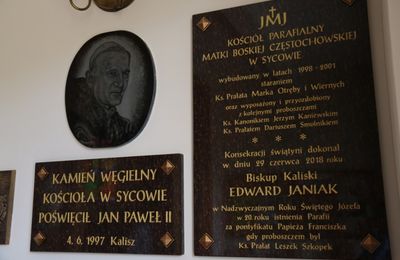 KAMIEŃ WĘGIELNY
KOŚCIOŁA W SYCOWIE
POŚWIĘCIŁ JAN PAWEŁ II
4. 6. 1997 Kalisz
JMJ
KOŚCIÓŁ PARAFIALNY
MATKI BOSKIEJ CZĘSTOCHOWSKIEJ
W SYCOWIE
wybudowany w latach 1998 - 2001
staraniem
Ks. Prałata Marka Otręby i Wiernych
oraz wyposażony i przyozdobiony
z kolejnymi proboszczami
Ks. Kanonikiem Jerzym Kaniewskim
Ks. Prałatem Dariuszem Smolnikiem
* * *
Konsekracji świątyni dokonał
w dniu 29 czerwca 2018 roku
Biskup Kaliski
EDWARD JANIAK
w Nadzwyczajnym Roku Świętego Józefa
w 20 roku istnienia Parafii
za pontyfikatu Papieża Franciszka
gdy proboszczem był
Ks. Prałat Leszek Szkopek